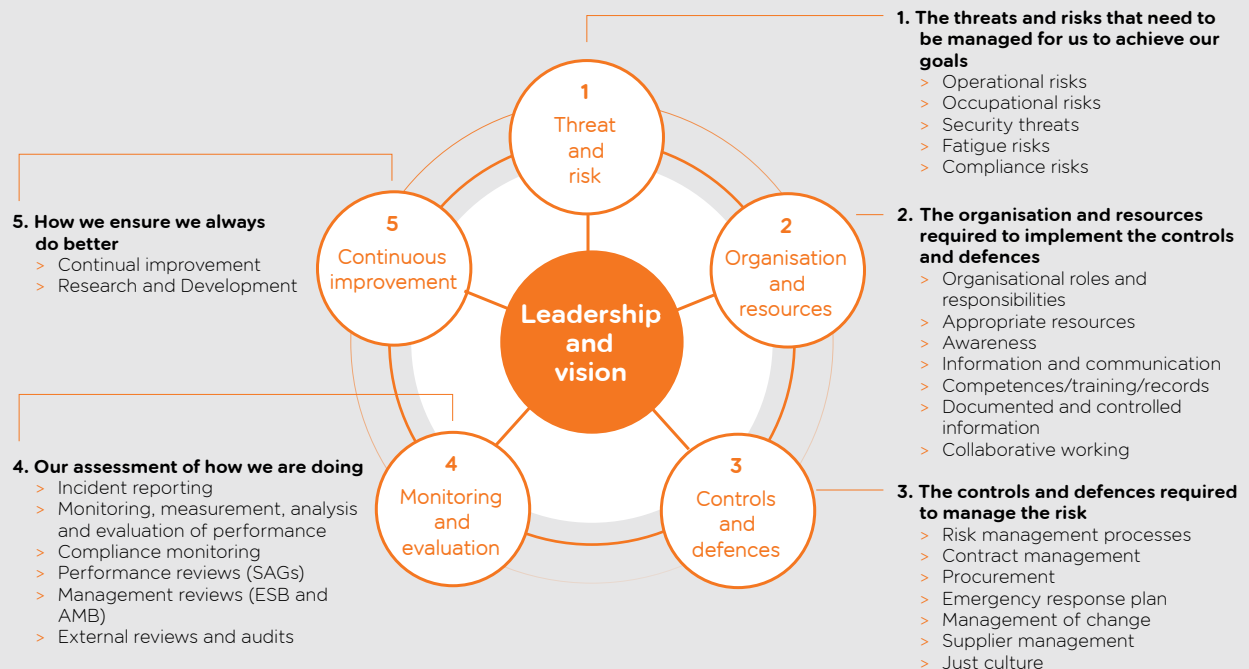 1
Threat
and
risk
2
Organisation
and
resources
3
Controls
and
defences
4
Monitoring
and
evaluation
5
Continuous
improvement
Leadership
and
vision
1. The threats and risks that need to
be managed for us to achieve our
goals
> Operational risks
> Occupational risks
> Security threats
> Fatigue risks
> Compliance risks
2. The organisation and resources
required to implement the controls
and defences
> Organisational roles and
responsibilities
> Appropriate resources
> Awareness
> Information and communication
> Competences/training/records
> Documented and controlled
information
> Collaborative working
3. The controls and defences required
to manage the risk
> Risk management processes
> Contract management
> Procurement
> Emergency response plan
> Management of change
> Supplier management
> Just culture
4. Our assessment of how we are doing
> Incident reporting
> Monitoring, measurement, analysis
and evaluation of performance
> Compliance monitoring
> Performance reviews (SAGs)
> Management reviews (ESB and
AMB)
> External reviews and audits
5. How we ensure we always
do better
> Continual improvement
> Research and Development